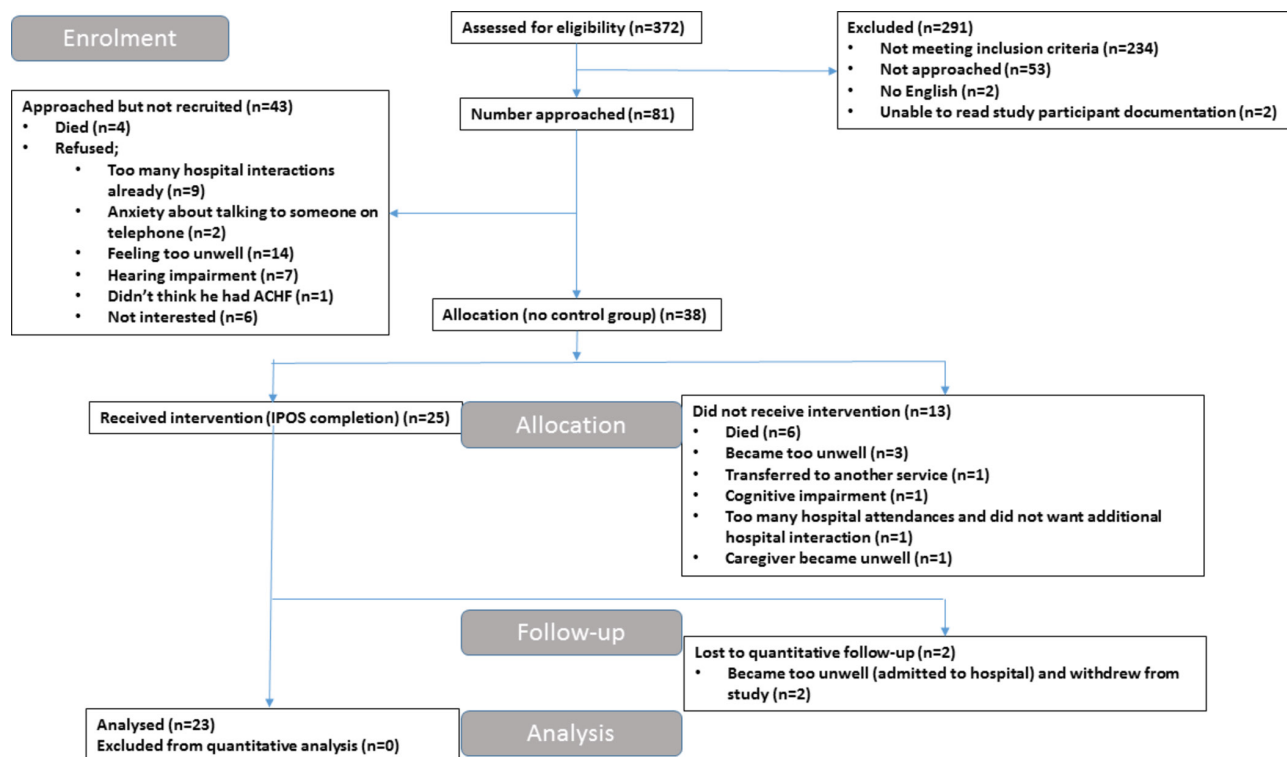 Enrolment
Assessed for eligibility (n=372)
Excluded (n=291)
• Not meeting inclusion criteria (n=234)
• Not approached (n=53)
• No English (n=2)
• Unable to read study participant documentation (n=2)
Approached but not recruited (n=43)
• Died (n=4)
• Refused;
• Too many hospital interactions
already (n=9)
• Anxiety about talking to someone on
telephone (n=2)
• Feeling too unwell (n=14)
• Hearing impairment (n=7)
• Didn't think he had ACHF (n=1)
• Not interested (n=6)
Number approached (n=81)
Allocation (no control group) (n=38)
Received intervention (IPOS completion) (n=25)
Allocation
Did not receive intervention (n=13)
• Died (n=6)
• Became too unwell (n=3)
• Transferred to another service (n=1)
• Cognitive impairment (n=1)
• Too many hospital attendances and did not want additional
hospital interaction (n=1)
• Caregiver became unwell (n=1)
Follow-up
Lost to quantitative follow-up (n=2)
• Became too unwell (admitted to hospital) and withdrew from
study (n=2)
Analysed (n=23)
Excluded from quantitative analysis (n=0)
Analysis